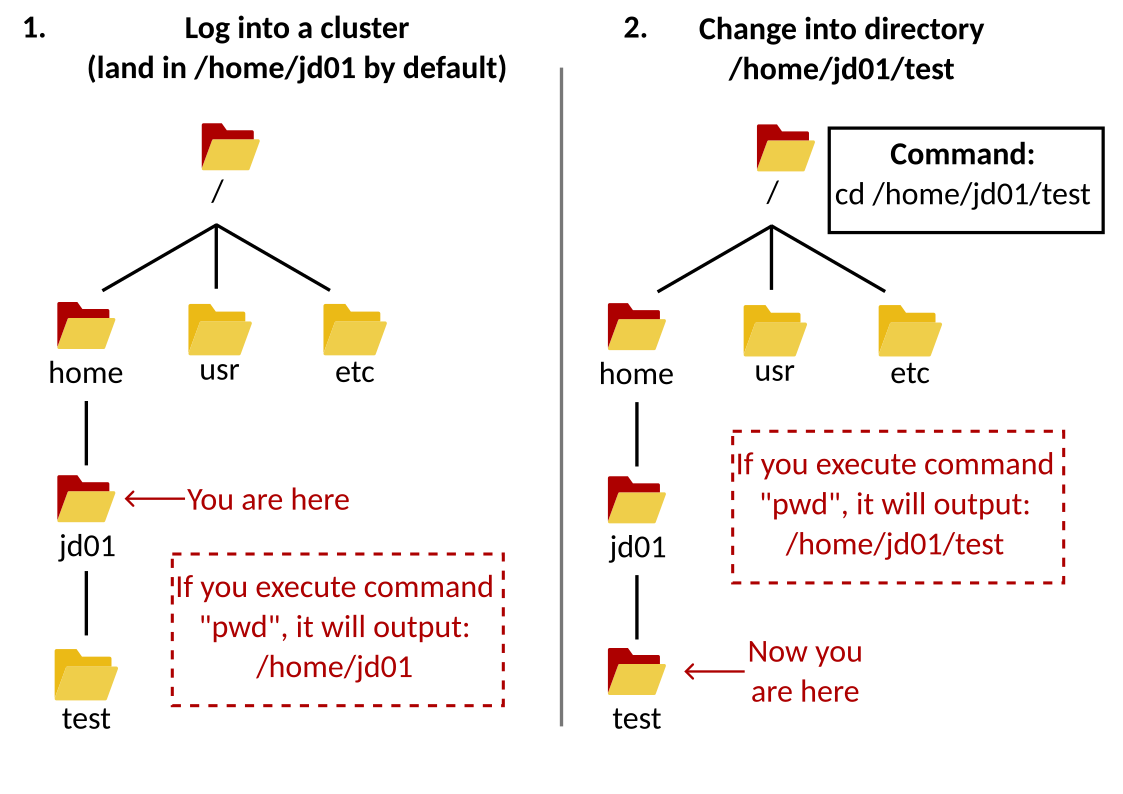 1.
Log into a cluster
(land in /home/jd01 by default)
/
home
usr
etc
You are here
jd01
If you execute command
"pwd", it will output:
/home/jd01
test
2.
Change into directory
/home/jd01/test
Command:
cd /home/jd01/test
/
home
usr
etc
If you execute command
"pwd", it will output:
/home/jd01/test
jd01
Now you
are here
test